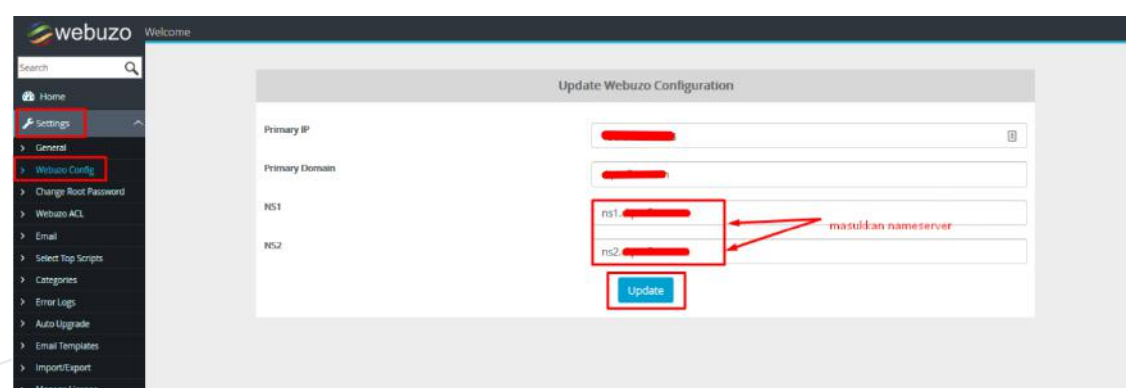 webuzo Welcome
Search
Home
Settings
General
Webuzo Config
Change Root Password
Webuzo ACL
Email
Select Top Scripts
Categories
Error Logs
Auto Upgrade
Email Templates
Import/Export
Update Webuzo Configuration
Primary IP
Primary Domain
NS1
ns1.
masukkan nameserver
NS2
ns2.
Update